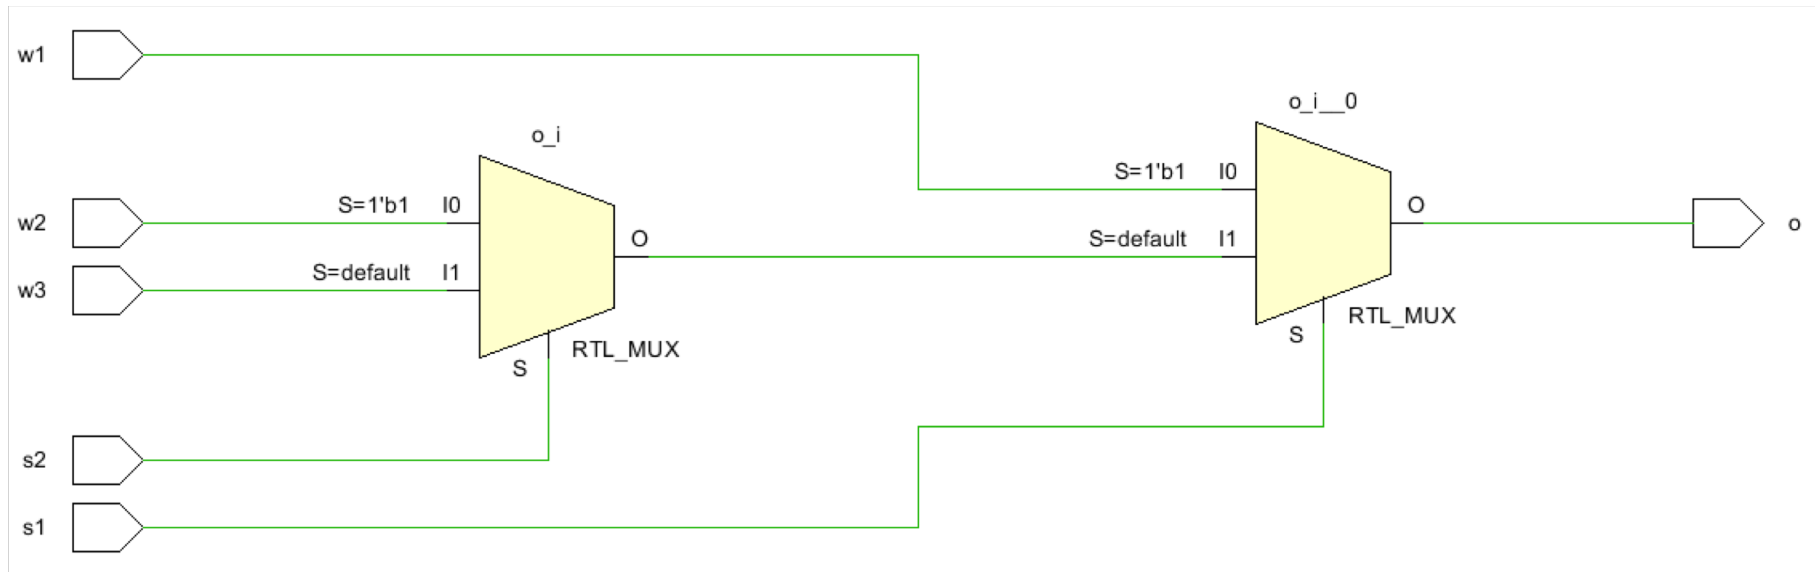 w1
o_i__0
o_i
S=1'b1 I0
S=1'b1 I0
O
w2
o
O
S=default I1
S=default I1
w3
RTL_MUX
S
RTL_MUX
S
s2
s1